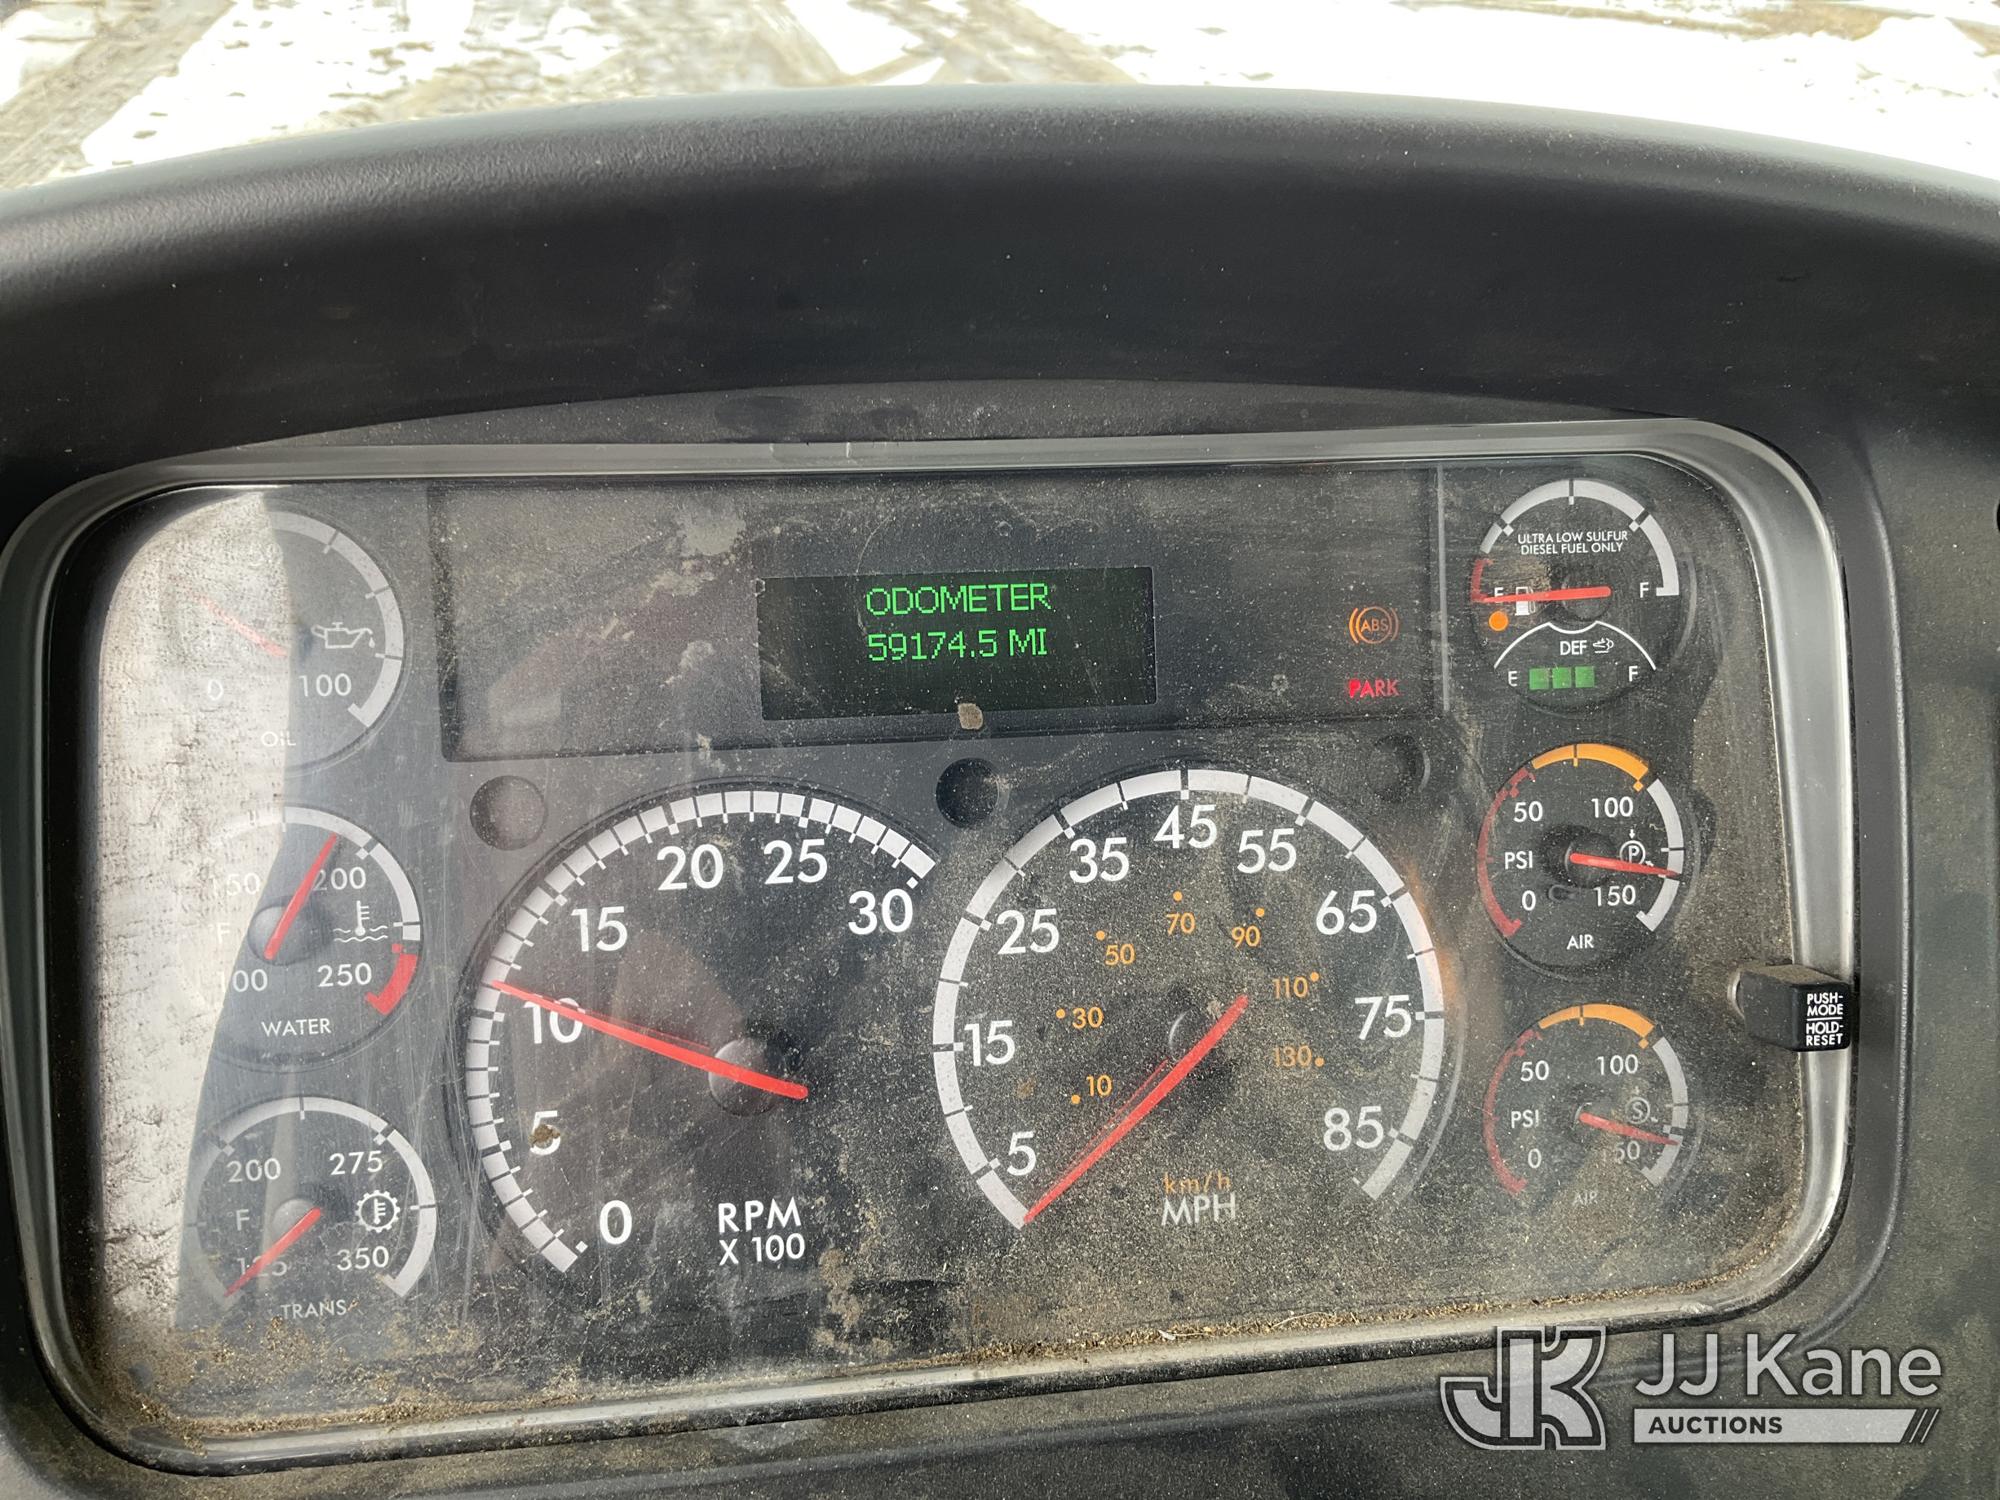 ODOMETER
59174.5 MI
ABS
PARK
ULTRA LOW SULFUR
DIESEL FUEL ONLY
E F
DEF
E F
0 100
OIL
150 200
F
100 250
WATER
200 275
F
125 350
TRANS
0 5 10 15 20 25 30
RPM
X 100
5 15 25 35 45 55 65 75 85
10 30 50 70 90 110 130
km/h
MPH
50 100
PSI P
0 150
AIR
50 100
PSI S
0
AIR
PUSH-
MODE
HOLD-
RESET
JK JJ Kane
AUCTIONS